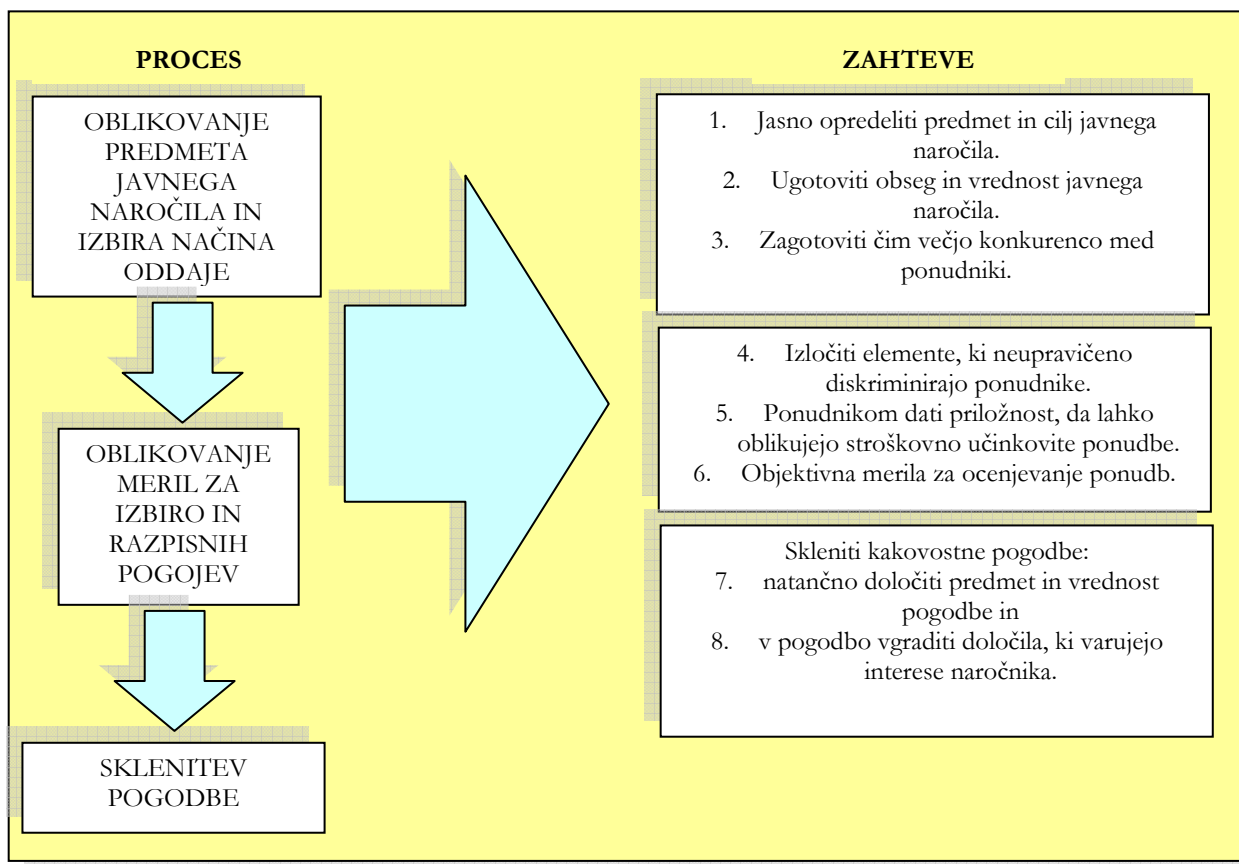 PROCES
OBLIKOVANJE
PREDMETA
JAVNEGA
NAROČILA IN
IZBIRA NAČINA
ODDAJE
OBLIKOVANJE
MERIL ZA
IZBIRO IN
RAZPISNIH
POGOJEV
SKLENITEV
POGODBE
ZAHTEVE
1. Jasno opredeliti predmet in cilj javnega
naročila.
2. Ugotoviti obseg in vrednost javnega
naročila.
3. Zagotoviti čim večjo konkurenco med
ponudniki.
4. Izločiti elemente, ki neupravičeno
diskriminirajo ponudnike.
5. Ponudnikom dati priložnost, da lahko
oblikujejo stroškovno učinkovite ponudbe.
6. Objektivna merila za ocenjevanje ponudb.
Skleniti kakovostne pogodbe:
7. natančno določiti predmet in vrednost
pogodbe in
8. v pogodbo vgraditi določila, ki varujejo
interese naročnika.